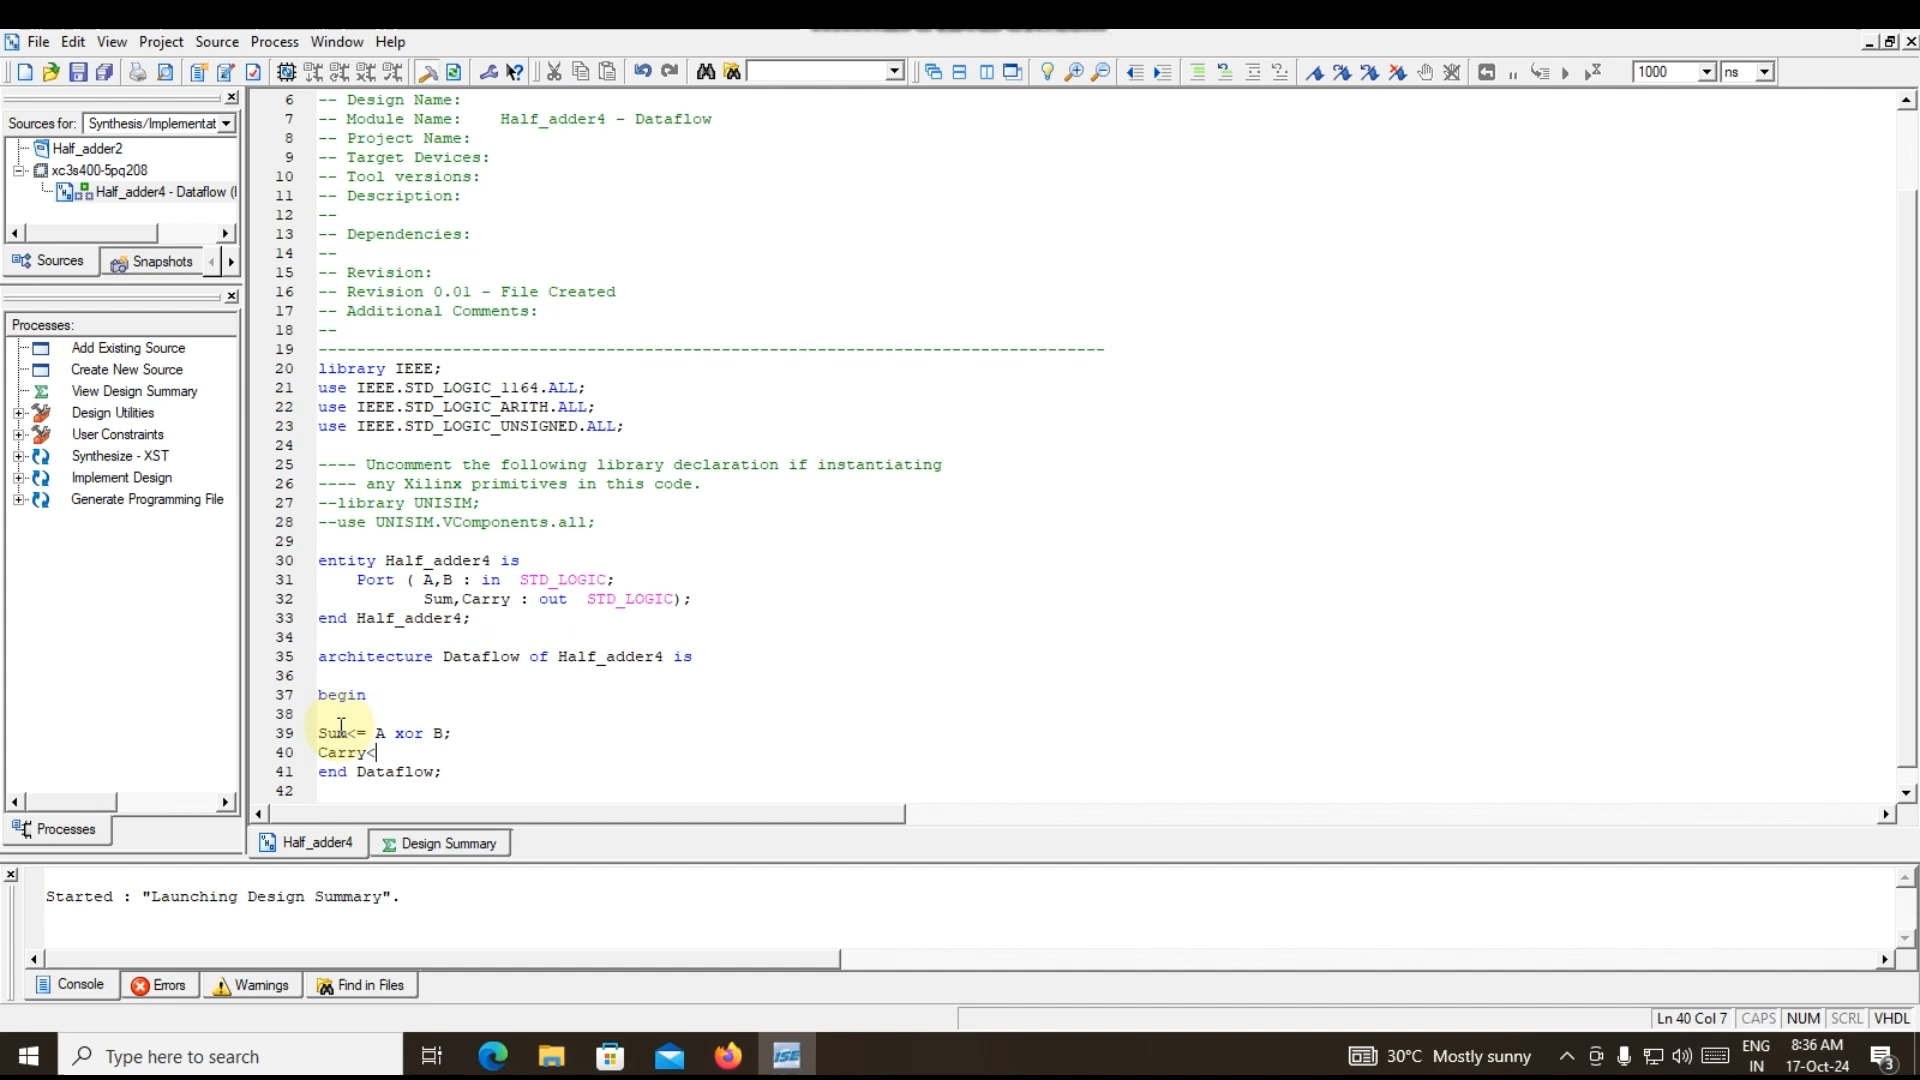 File Edit View Project Source Process Window Help
1000 ns
Sources for: Synthesis/Implementat
Half_adder2
xc3s400-5pq208
Half_adder4 - Dataflow (
Sources Snapshots
Processes:
Add Existing Source
Create New Source
View Design Summary
Design Utilities
User Constraints
Synthesize - XST
Implement Design
Generate Programming File
Processes
6 -- Design Name:
7 -- Module Name: Half_adder4 - Dataflow
8 -- Project Name:
9 -- Target Devices:
10 -- Tool versions:
11 -- Description:
12 --
13 -- Dependencies:
14 --
15 -- Revision:
16 -- Revision 0.01 - File Created
17 -- Additional Comments:
18 --
19 ----------------------------------------------------------------------------------
20 library IEEE;
21 use IEEE.STD_LOGIC_1164.ALL;
22 use IEEE.STD_LOGIC_ARITH.ALL;
23 use IEEE.STD_LOGIC_UNSIGNED.ALL;
24
25 ---- Uncomment the following library declaration if instantiating
26 ---- any Xilinx primitives in this code.
27 --library UNISIM;
28 --use UNISIM.VComponents.all;
29
30 entity Half_adder4 is
31 Port ( A,B : in STD_LOGIC;
32 Sum,Carry : out STD_LOGIC);
33 end Half_adder4;
34
35 architecture Dataflow of Half_adder4 is
36
37 begin
38
39 Sum<= A xor B;
40 Carry<
41 end Dataflow;
42
Half_adder4 Design Summary
Started : "Launching Design Summary".
Console Errors Warnings Find in Files
Ln 40 Col 7 CAPS NUM SCRL VHDL
Type here to search
ISE
30°C Mostly sunny
ENG
IN
8:36 AM
17-Oct-24
3